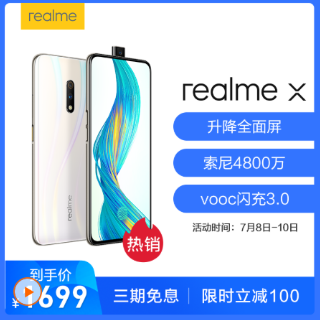 realme
realme X
升降全面屏
索尼4800万
vooc闪充3.0
活动时间：7月8日-10日
realme
热销
到手价
699
三期免息
限时立减100